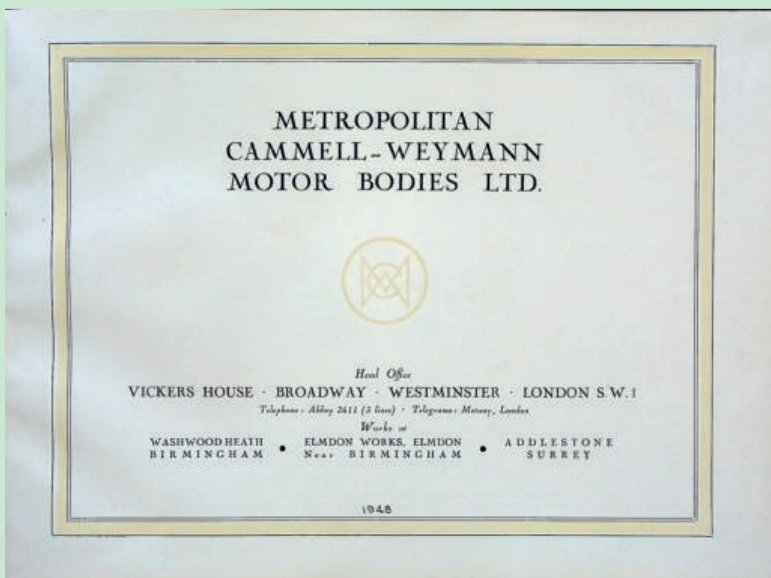 METROPOLITAN
CAMMELL-WEYMANN
MOTOR BODIES LTD.
Head Office
VICKERS HOUSE · BROADWAY · WESTMINSTER · LONDON S.W.1
Telephone: Abbey 2611 (5 lines) · Telegrams: Metcwy, London
Works at
WASHWOOD HEATH BIRMINGHAM • ELMDON WORKS, ELMDON Near BIRMINGHAM • ADDLESTONE SURREY
1948